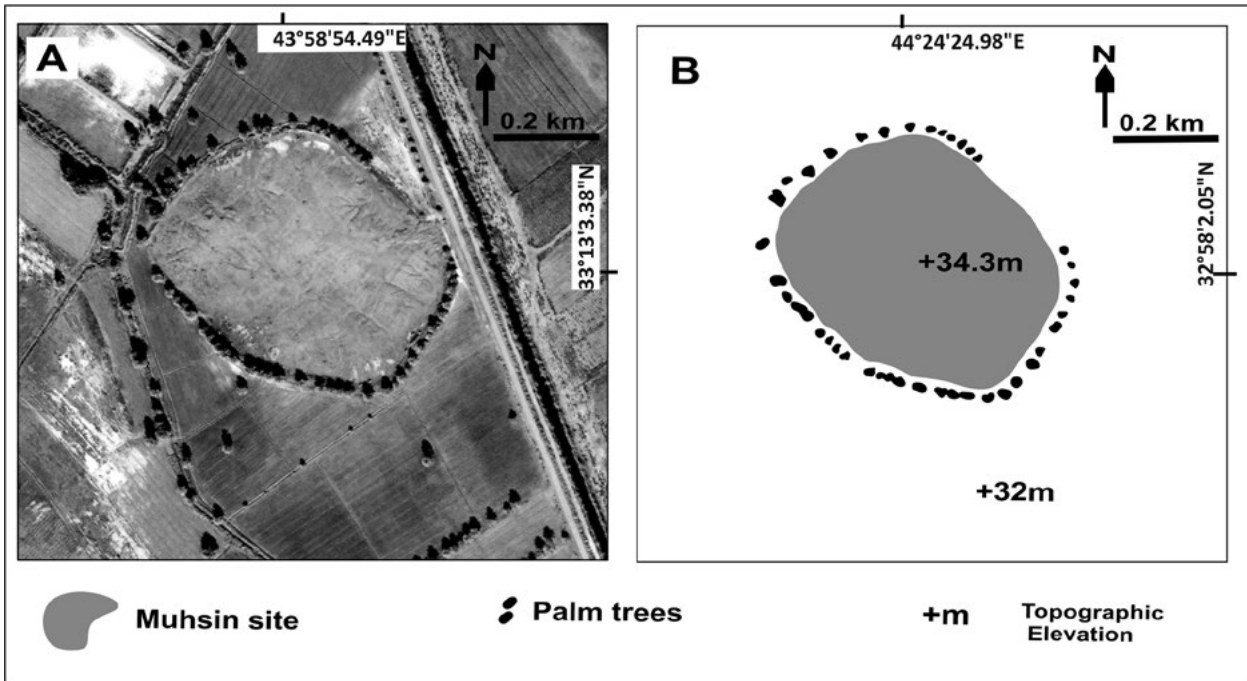 A
43°58'54.49"E
N
0.2 km
33°13'3.38"N
B
44°24'24.98"E
N
0.2 km
32°58'2.05"N
+34.3m
+32m
Muhsin site
Palm trees
+m
Topographic
Elevation